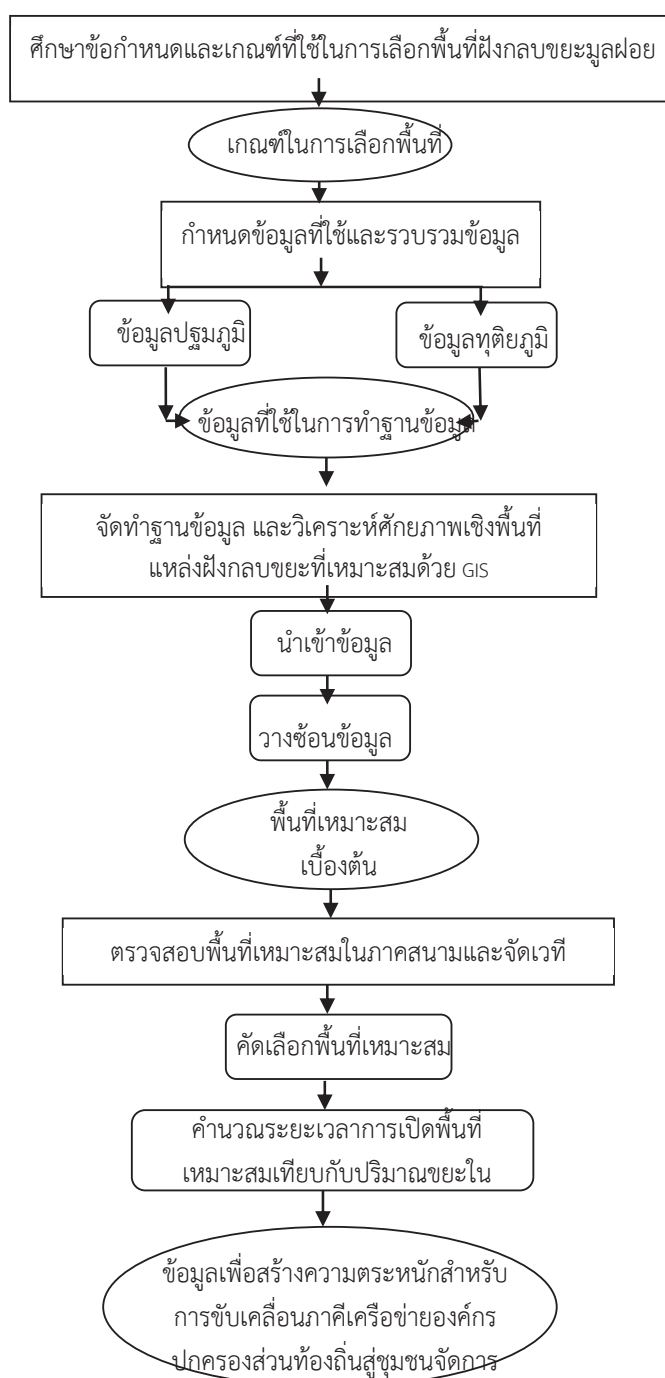 ศึกษาข้อกำหนดและเกณฑ์ที่ใช้ในการเลือกพื้นที่ฝังกลบขยะมูลฝอย
เกณฑ์ในการเลือกพื้นที่
กำหนดข้อมูลที่ใช้และรวบรวมข้อมูล
ข้อมูลปฐมภูมิ
ข้อมูลทุติยภูมิ
ข้อมูลที่ใช้ในการทำฐานข้อมูล
จัดทำฐานข้อมูล และวิเคราะห์ศักยภาพเชิงพื้นที่
แหล่งฝังกลบขยะที่เหมาะสมด้วย GIS
นำเข้าข้อมูล
วางซ้อนข้อมูล
พื้นที่เหมาะสม
เบื้องต้น
ตรวจสอบพื้นที่เหมาะสมในภาคสนามและจัดเวที
คัดเลือกพื้นที่เหมาะสม
คำนวณระยะเวลาการเปิดพื้นที่
เหมาะสมเทียบกับปริมาณขยะใน
ข้อมูลเพื่อสร้างความตระหนักสำหรับ
การขับเคลื่อนภาคีเครือข่ายองค์กร
ปกครองส่วนท้องถิ่นสู่ชุมชนจัดการ